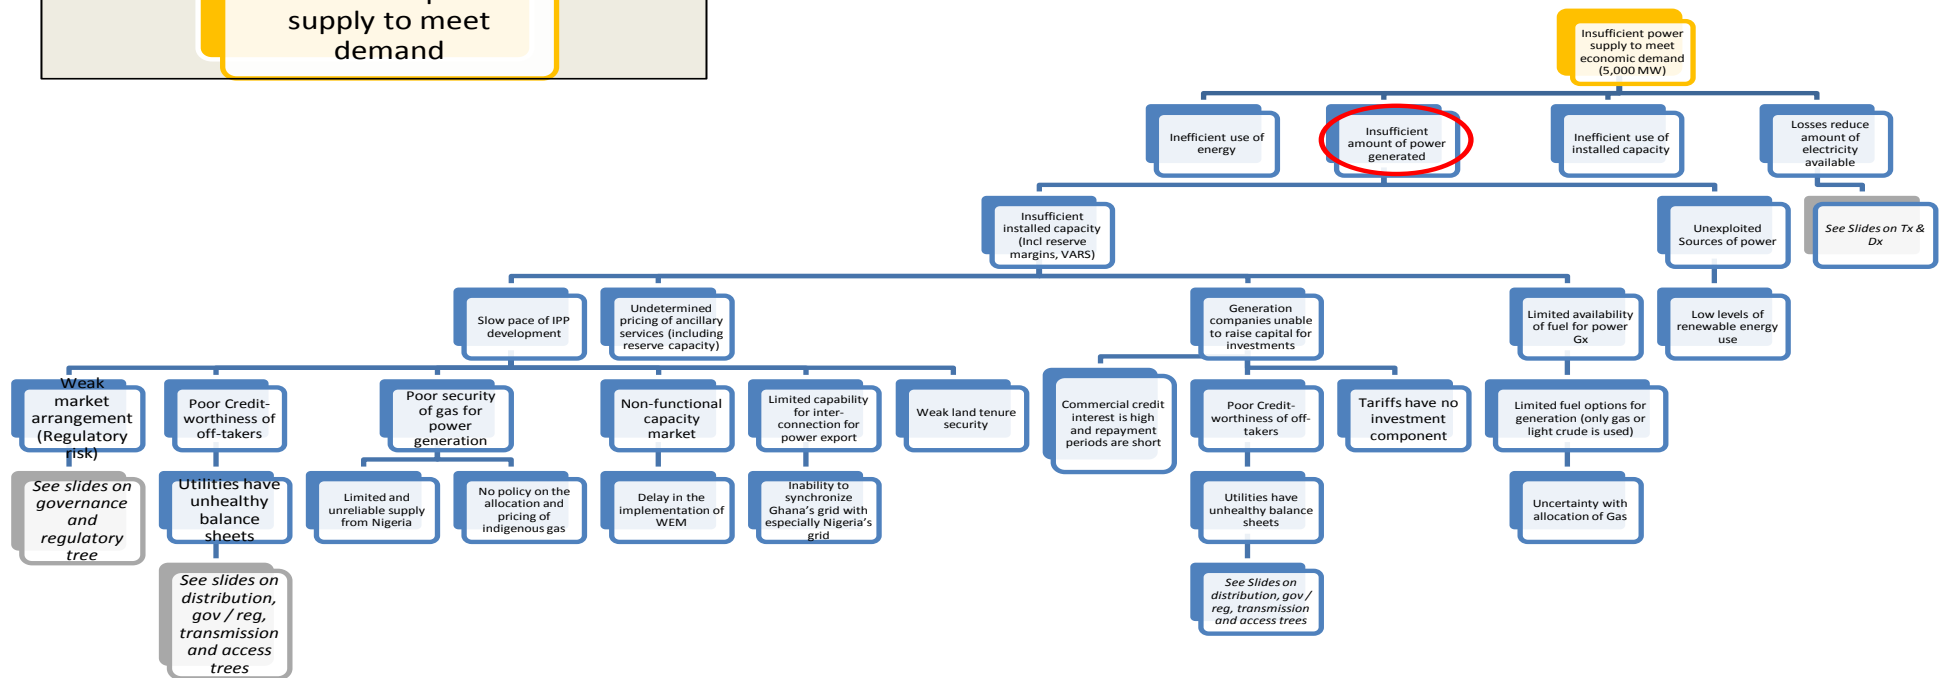 supply to meet
demand
Insufficient power
supply to meet
economic demand
(5,000 MW)
Inefficient use of
energy
Insufficient
amount of power
generated
Inefficient use of
installed capacity
Losses reduce
amount of
electricity
available
Insufficient
installed capacity
(Incl reserve
margins, VARS)
Unexploited
Sources of power
See Slides on Tx &
Dx
Slow pace of IPP
development
Undetermined
pricing of ancillary
services (including
reserve capacity)
Generation
companies unable
to raise capital for
investments
Limited availability
of fuel for power
Gx
Low levels of
renewable energy
use
Weak
market
arrangement
(Regulatory
risk)
Poor Credit-
worthiness of
off-takers
Poor security
of gas for
power
generation
Non-functional
capacity
market
Limited capability
for inter-
connection for
power export
Weak land tenure
security
Commercial credit
interest is high
and repayment
periods are short
Poor Credit-
worthiness of off-
takers
Tariffs have no
investment
component
Limited fuel options for
generation (only gas or
light crude is used)
See slides on
governance
and
regulatory
tree
Utilities have
unhealthy
balance
sheets
Limited and
unreliable supply
from Nigeria
No policy on the
allocation and
pricing of
indigenous gas
Delay in the
implementation of
WEM
Inability to
synchronize
Ghana's grid with
especially Nigeria's
grid
Utilities have
unhealthy balance
sheets
Uncertainty with
allocation of Gas
See slides on
distribution,
gov / reg,
transmission
and access
trees
See Slides on
distribution, gov /
reg, transmission
and access trees